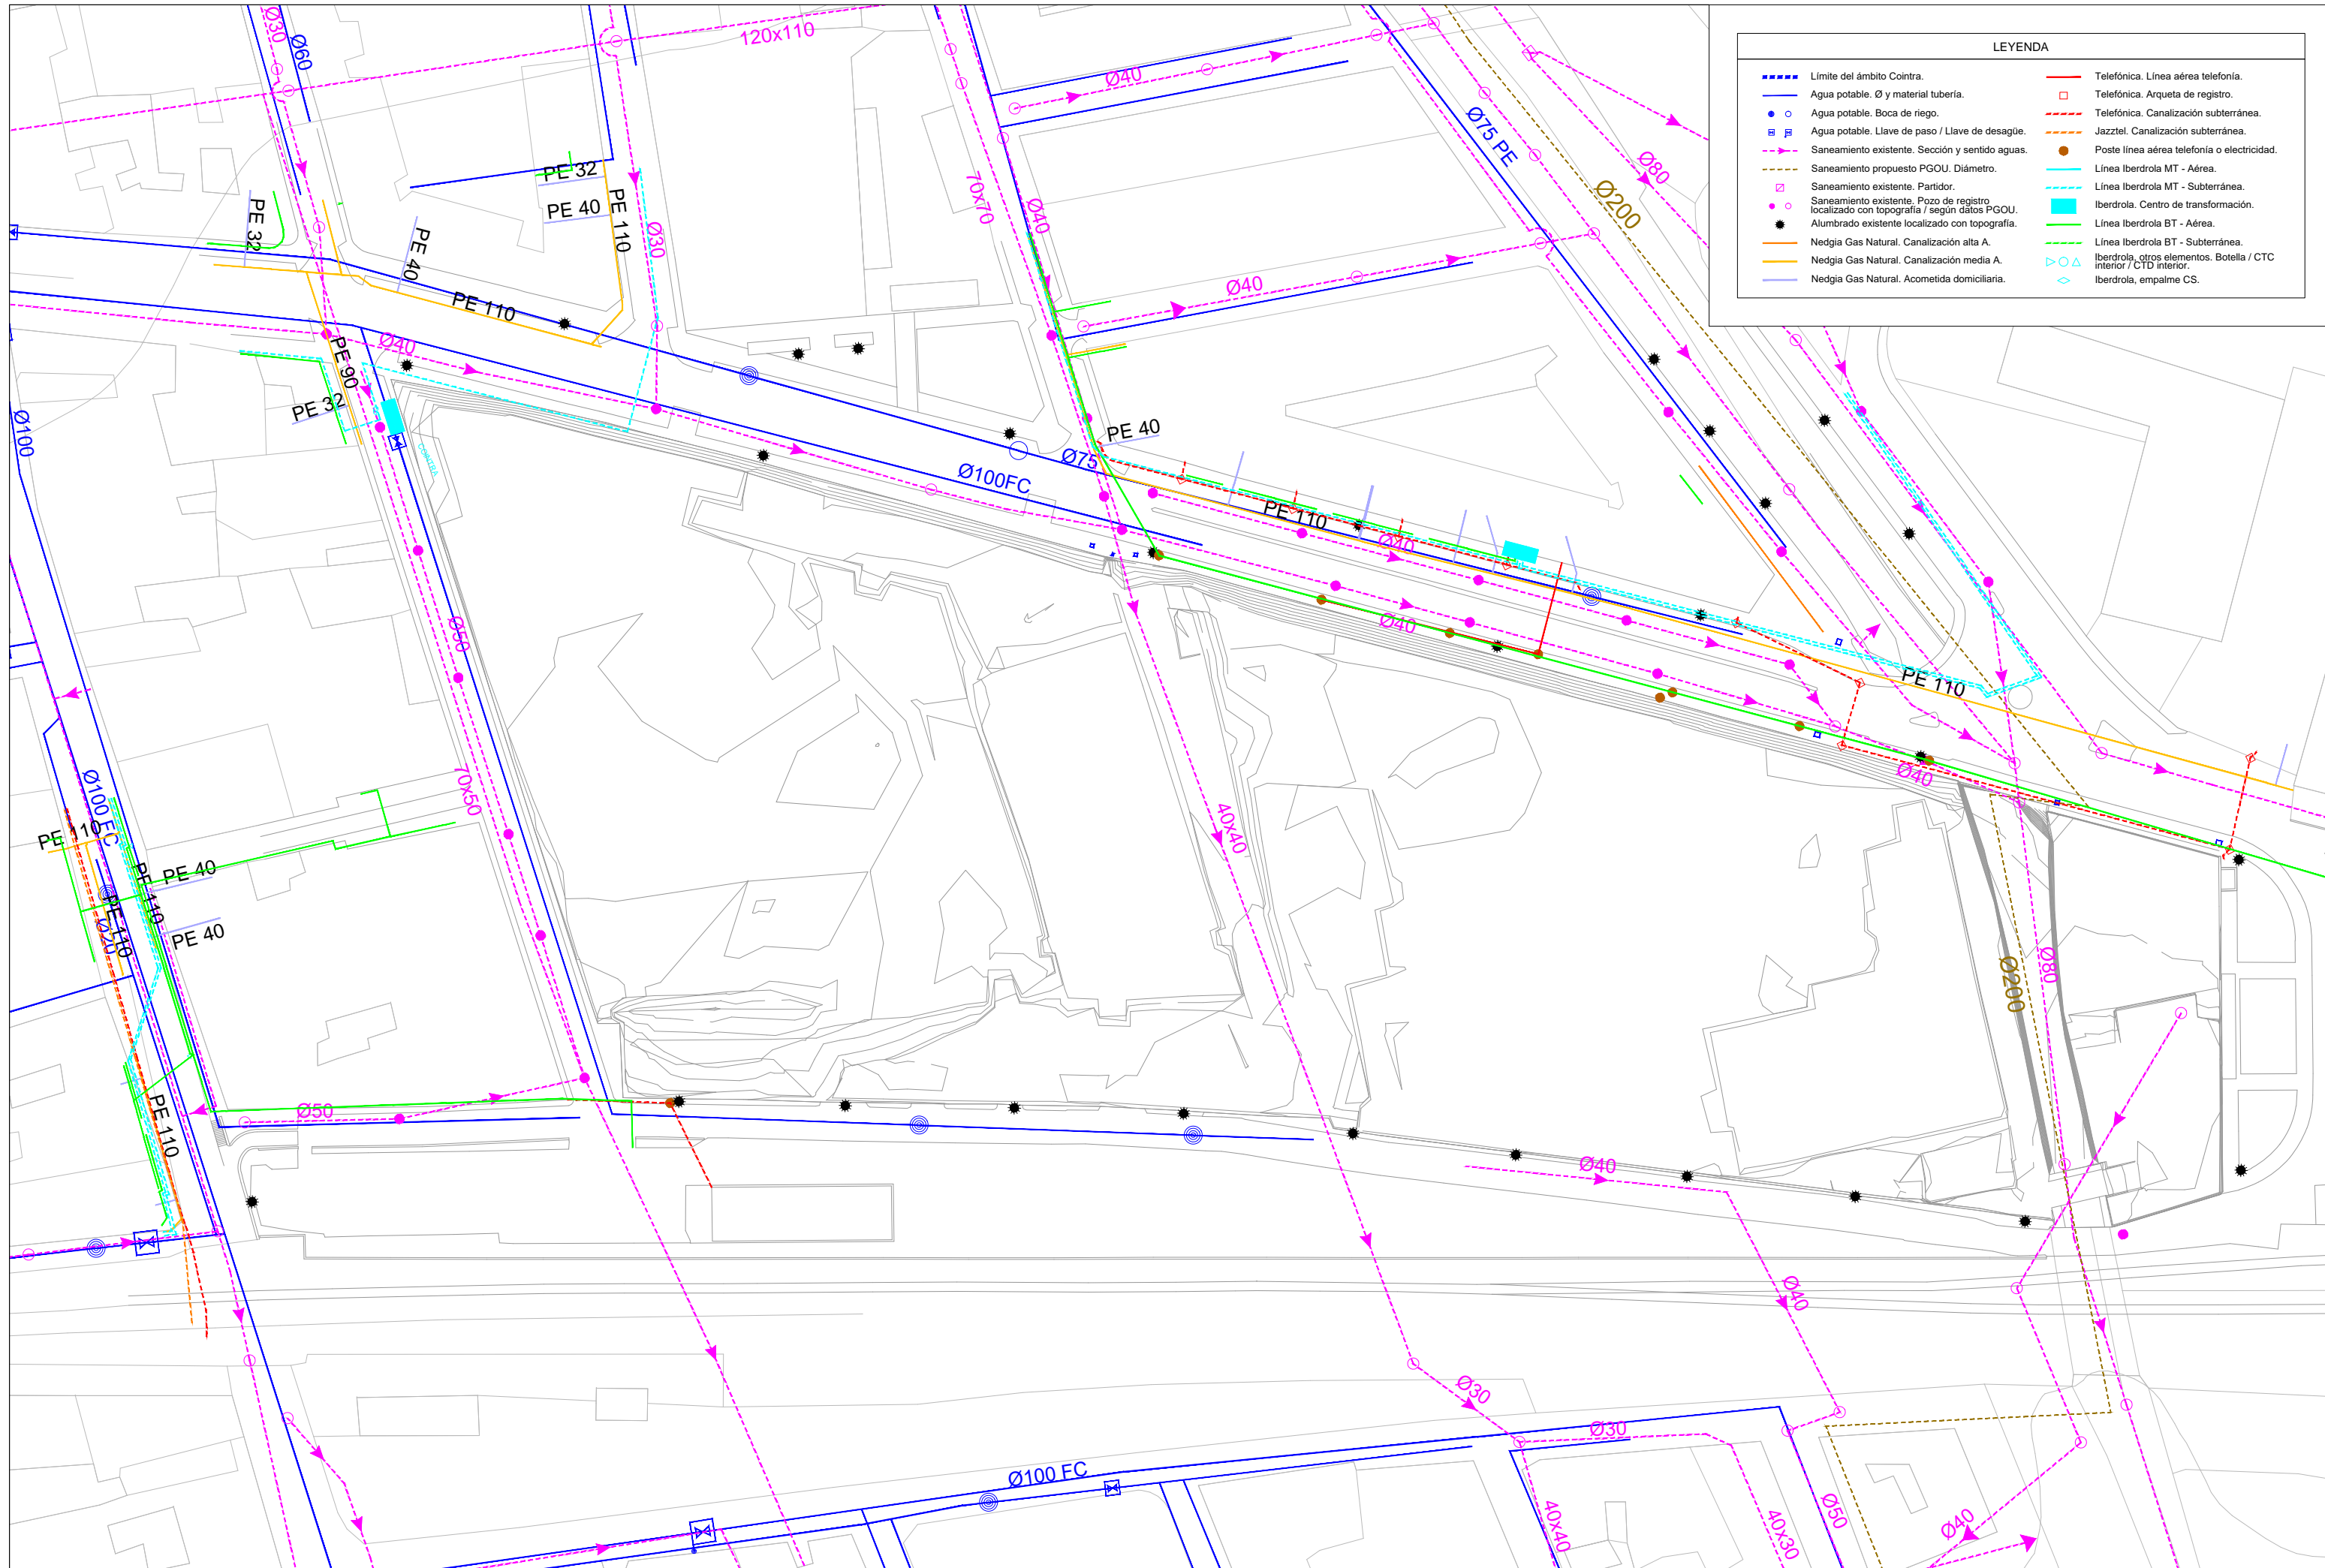 LEYENDA
Límite del ámbito Cointra.
Agua potable. Ø y material tubería.
Agua potable. Boca de riego.
Agua potable. Llave de paso / Llave de desagüe.
Saneamiento existente. Sección y sentido aguas.
Saneamiento propuesto PGOU. Diámetro.
Saneamiento existente. Partidor.
Saneamiento existente. Pozo de registro
localizado con topografía / según datos PGOU.
Alumbrado existente localizado con topografía.
Nedgia Gas Natural. Canalización alta A.
Nedgia Gas Natural. Canalización media A.
Nedgia Gas Natural. Acometida domiciliaria.
Telefónica. Línea aérea telefonía.
Telefónica. Arqueta de registro.
Telefónica. Canalización subterránea.
Jazztel. Canalización subterránea.
Poste línea aérea telefonía o electricidad.
Línea Iberdrola MT - Aérea.
Línea Iberdrola MT - Subterránea.
Iberdrola. Centro de transformación.
Línea Iberdrola BT - Aérea.
Línea Iberdrola BT - Subterránea.
Iberdrola, otros elementos. Botella / CTC
interior / CTD interior.
Iberdrola, empalme CS.
Ø30
Ø60
120x110
Ø40
Ø75 PE
Ø80
Ø200
PE 32
PE 40
PE 110
Ø30
PE 32
PE 40
70x70
Ø40
Ø40
PE 110
Ø40
PE 90
PE 32
Ø100
PE 40
Ø75
Ø100FC
PE 110
Ø40
Ø40
Ø50
PE 110
Ø40
70x50
Ø100 FC
PE 110
PE 40
PE 110
PE 110
PE 40
40x40
Ø80
Ø200
Ø50
PE 110
Ø40
Ø40
Ø30
Ø30
Ø100 FC
40x40
40x30
Ø50
Ø40